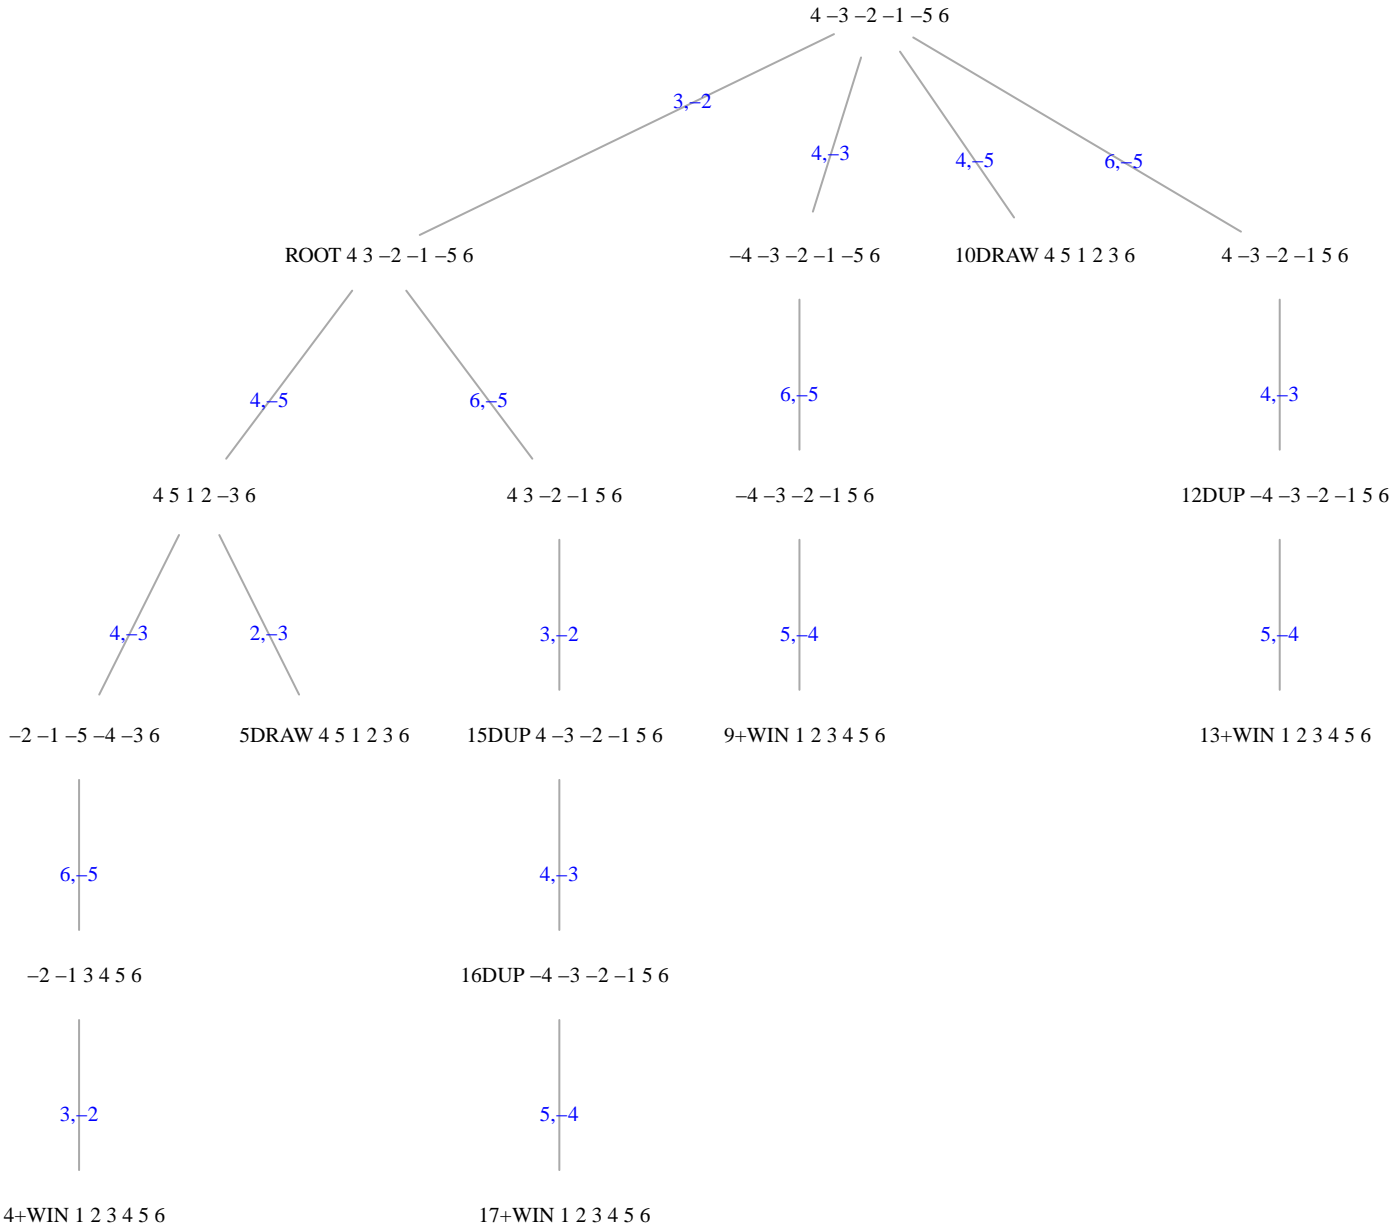 4 –3 –2 –1 –5 6
3,–2
4,–3
4,–5
6,–5
ROOT 4 3 –2 –1 –5 6
–4 –3 –2 –1 –5 6
10DRAW 4 5 1 2 3 6
4 –3 –2 –1 5 6
4,–5
6,–5
6,–5
4,–3
4 5 1 2 –3 6
4 3 –2 –1 5 6
–4 –3 –2 –1 5 6
12DUP –4 –3 –2 –1 5 6
4,–3
2,–3
3,–2
5,–4
5,–4
–2 –1 –5 –4 –3 6
5DRAW 4 5 1 2 3 6
15DUP 4 –3 –2 –1 5 6
9+WIN 1 2 3 4 5 6
13+WIN 1 2 3 4 5 6
6,–5
4,–3
–2 –1 3 4 5 6
16DUP –4 –3 –2 –1 5 6
3,–2
5,–4
4+WIN 1 2 3 4 5 6
17+WIN 1 2 3 4 5 6